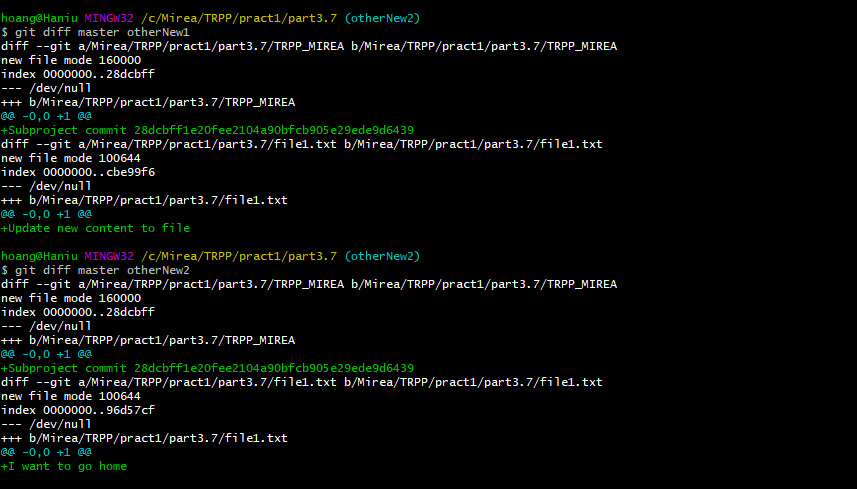 hoang@Haniu MINGW32 /c/Mirea/TRPP/pract1/part3.7 (otherNew2)
$ git diff master otherNew1
diff --git a/Mirea/TRPP/pract1/part3.7/TRPP_MIREA b/Mirea/TRPP/pract1/part3.7/TRPP_MIREA
new file mode 160000
index 0000000..28dcbff
--- /dev/null
+++ b/Mirea/TRPP/pract1/part3.7/TRPP_MIREA
@@ -0,0 +1 @@
+Subproject commit 28dcbff1e20fee2104a90bfcb905e29ede9d6439
diff --git a/Mirea/TRPP/pract1/part3.7/file1.txt b/Mirea/TRPP/pract1/part3.7/file1.txt
new file mode 100644
index 0000000..cbe99f6
--- /dev/null
+++ b/Mirea/TRPP/pract1/part3.7/file1.txt
@@ -0,0 +1 @@
+Update new content to file
hoang@Haniu MINGW32 /c/Mirea/TRPP/pract1/part3.7 (otherNew2)
$ git diff master otherNew2
diff --git a/Mirea/TRPP/pract1/part3.7/TRPP_MIREA b/Mirea/TRPP/pract1/part3.7/TRPP_MIREA
new file mode 160000
index 0000000..28dcbff
--- /dev/null
+++ b/Mirea/TRPP/pract1/part3.7/TRPP_MIREA
@@ -0,0 +1 @@
+Subproject commit 28dcbff1e20fee2104a90bfcb905e29ede9d6439
diff --git a/Mirea/TRPP/pract1/part3.7/file1.txt b/Mirea/TRPP/pract1/part3.7/file1.txt
new file mode 100644
index 0000000..96d57cf
--- /dev/null
+++ b/Mirea/TRPP/pract1/part3.7/file1.txt
@@ -0,0 +1 @@
+I want to go home